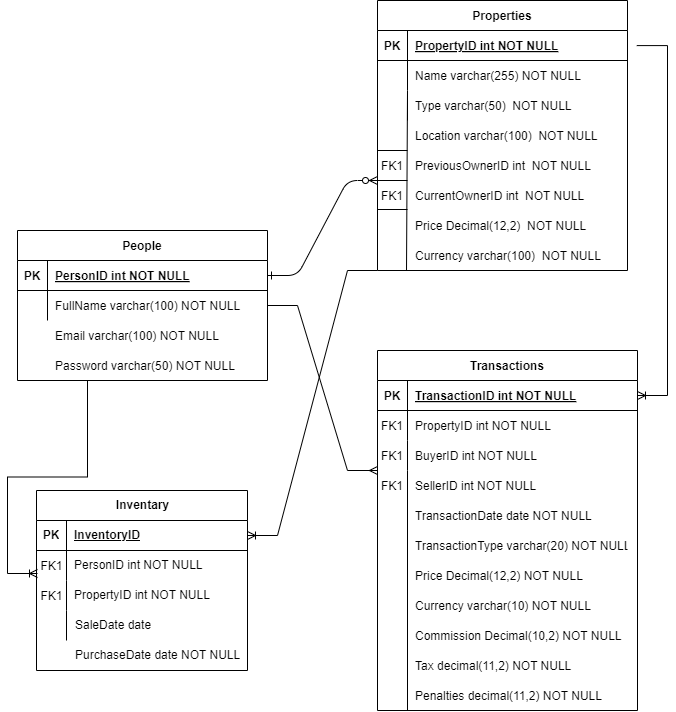 Properties
PK PropertyID int NOT NULL
Name varchar(255) NOT NULL
Type varchar(50) NOT NULL
Location varchar(100) NOT NULL
FK1 PreviousOwnerID int NOT NULL
FK1 CurrentOwnerID int NOT NULL
Price Decimal(12,2) NOT NULL
Currency varchar(100) NOT NULL
People
PK PersonID int NOT NULL
FullName varchar(100) NOT NULL
Email varchar(100) NOT NULL
Password varchar(50) NOT NULL
Transactions
PK TransactionID int NOT NULL
FK1 PropertyID int NOT NULL
FK1 BuyerID int NOT NULL
FK1 SellerID int NOT NULL
TransactionDate date NOT NULL
TransactionType varchar(20) NOT NULL
Price Decimal(12,2) NOT NULL
Currency varchar(10) NOT NULL
Commission Decimal(10,2) NOT NULL
Tax decimal(11,2) NOT NULL
Penalties decimal(11,2) NOT NULL
Inventary
PK InventoryID
FK1 PersonID int NOT NULL
FK1 PropertyID int NOT NULL
SaleDate date
PurchaseDate date NOT NULL